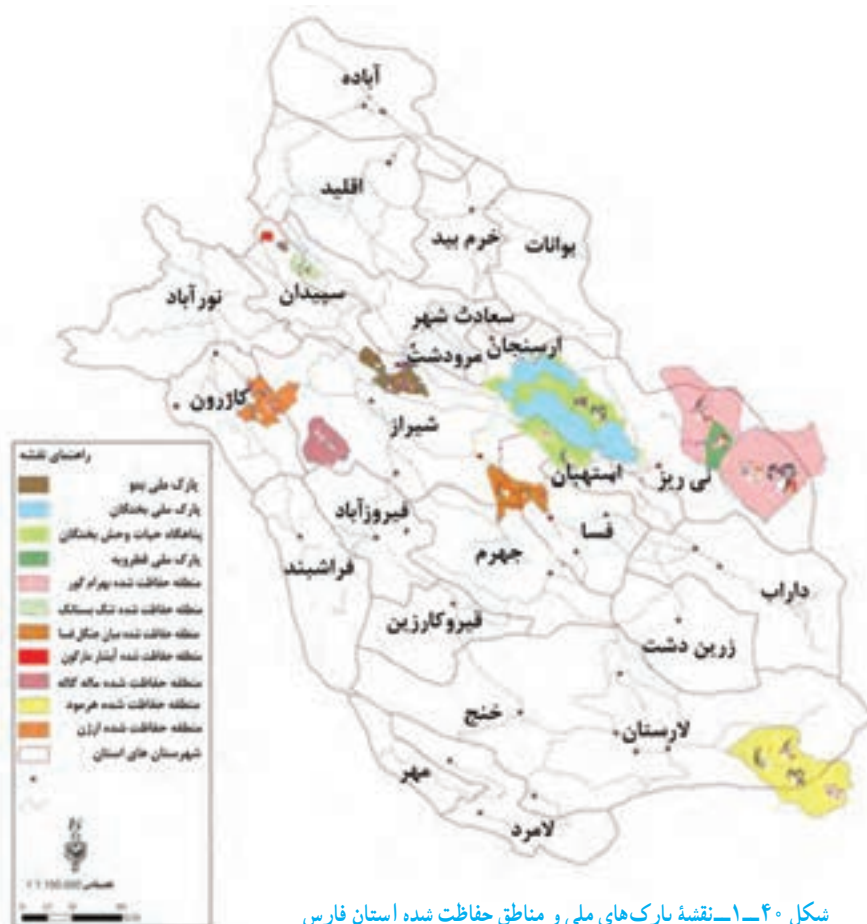 آباده
اقلید
خرم بید
بوانات
سپیدان
نورآباد
سعادت شهر
ارسنجان
مرودشت
کازرون
شیراز
استهبان
نی ریز
فیروزآباد
فسا
جهرم
فراشبند
داراب
قیروکارزین
زرین دشت
خنج
لارستان
مهر
لامرد
راهنمای نقشه
پارک ملی بمو
پارک ملی بختگان
پناهگاه حیات وحش بختگان
پارک ملی قطرویه
منطقه حفاظت شده بهرام گور
منطقه حفاظت شده تنگ بستانک
منطقه حفاظت شده میان جنگل فسا
منطقه حفاظت شده آبشار مارگون
منطقه حفاظت شده ماله گاله
منطقه حفاظت شده هرمود
منطقه حفاظت شده ارژن
شهرستان های استان
شکل ۴۰ــ۱ــ نقشهٔ پارک‌های ملی و مناطق حفاظت شده استان فارس